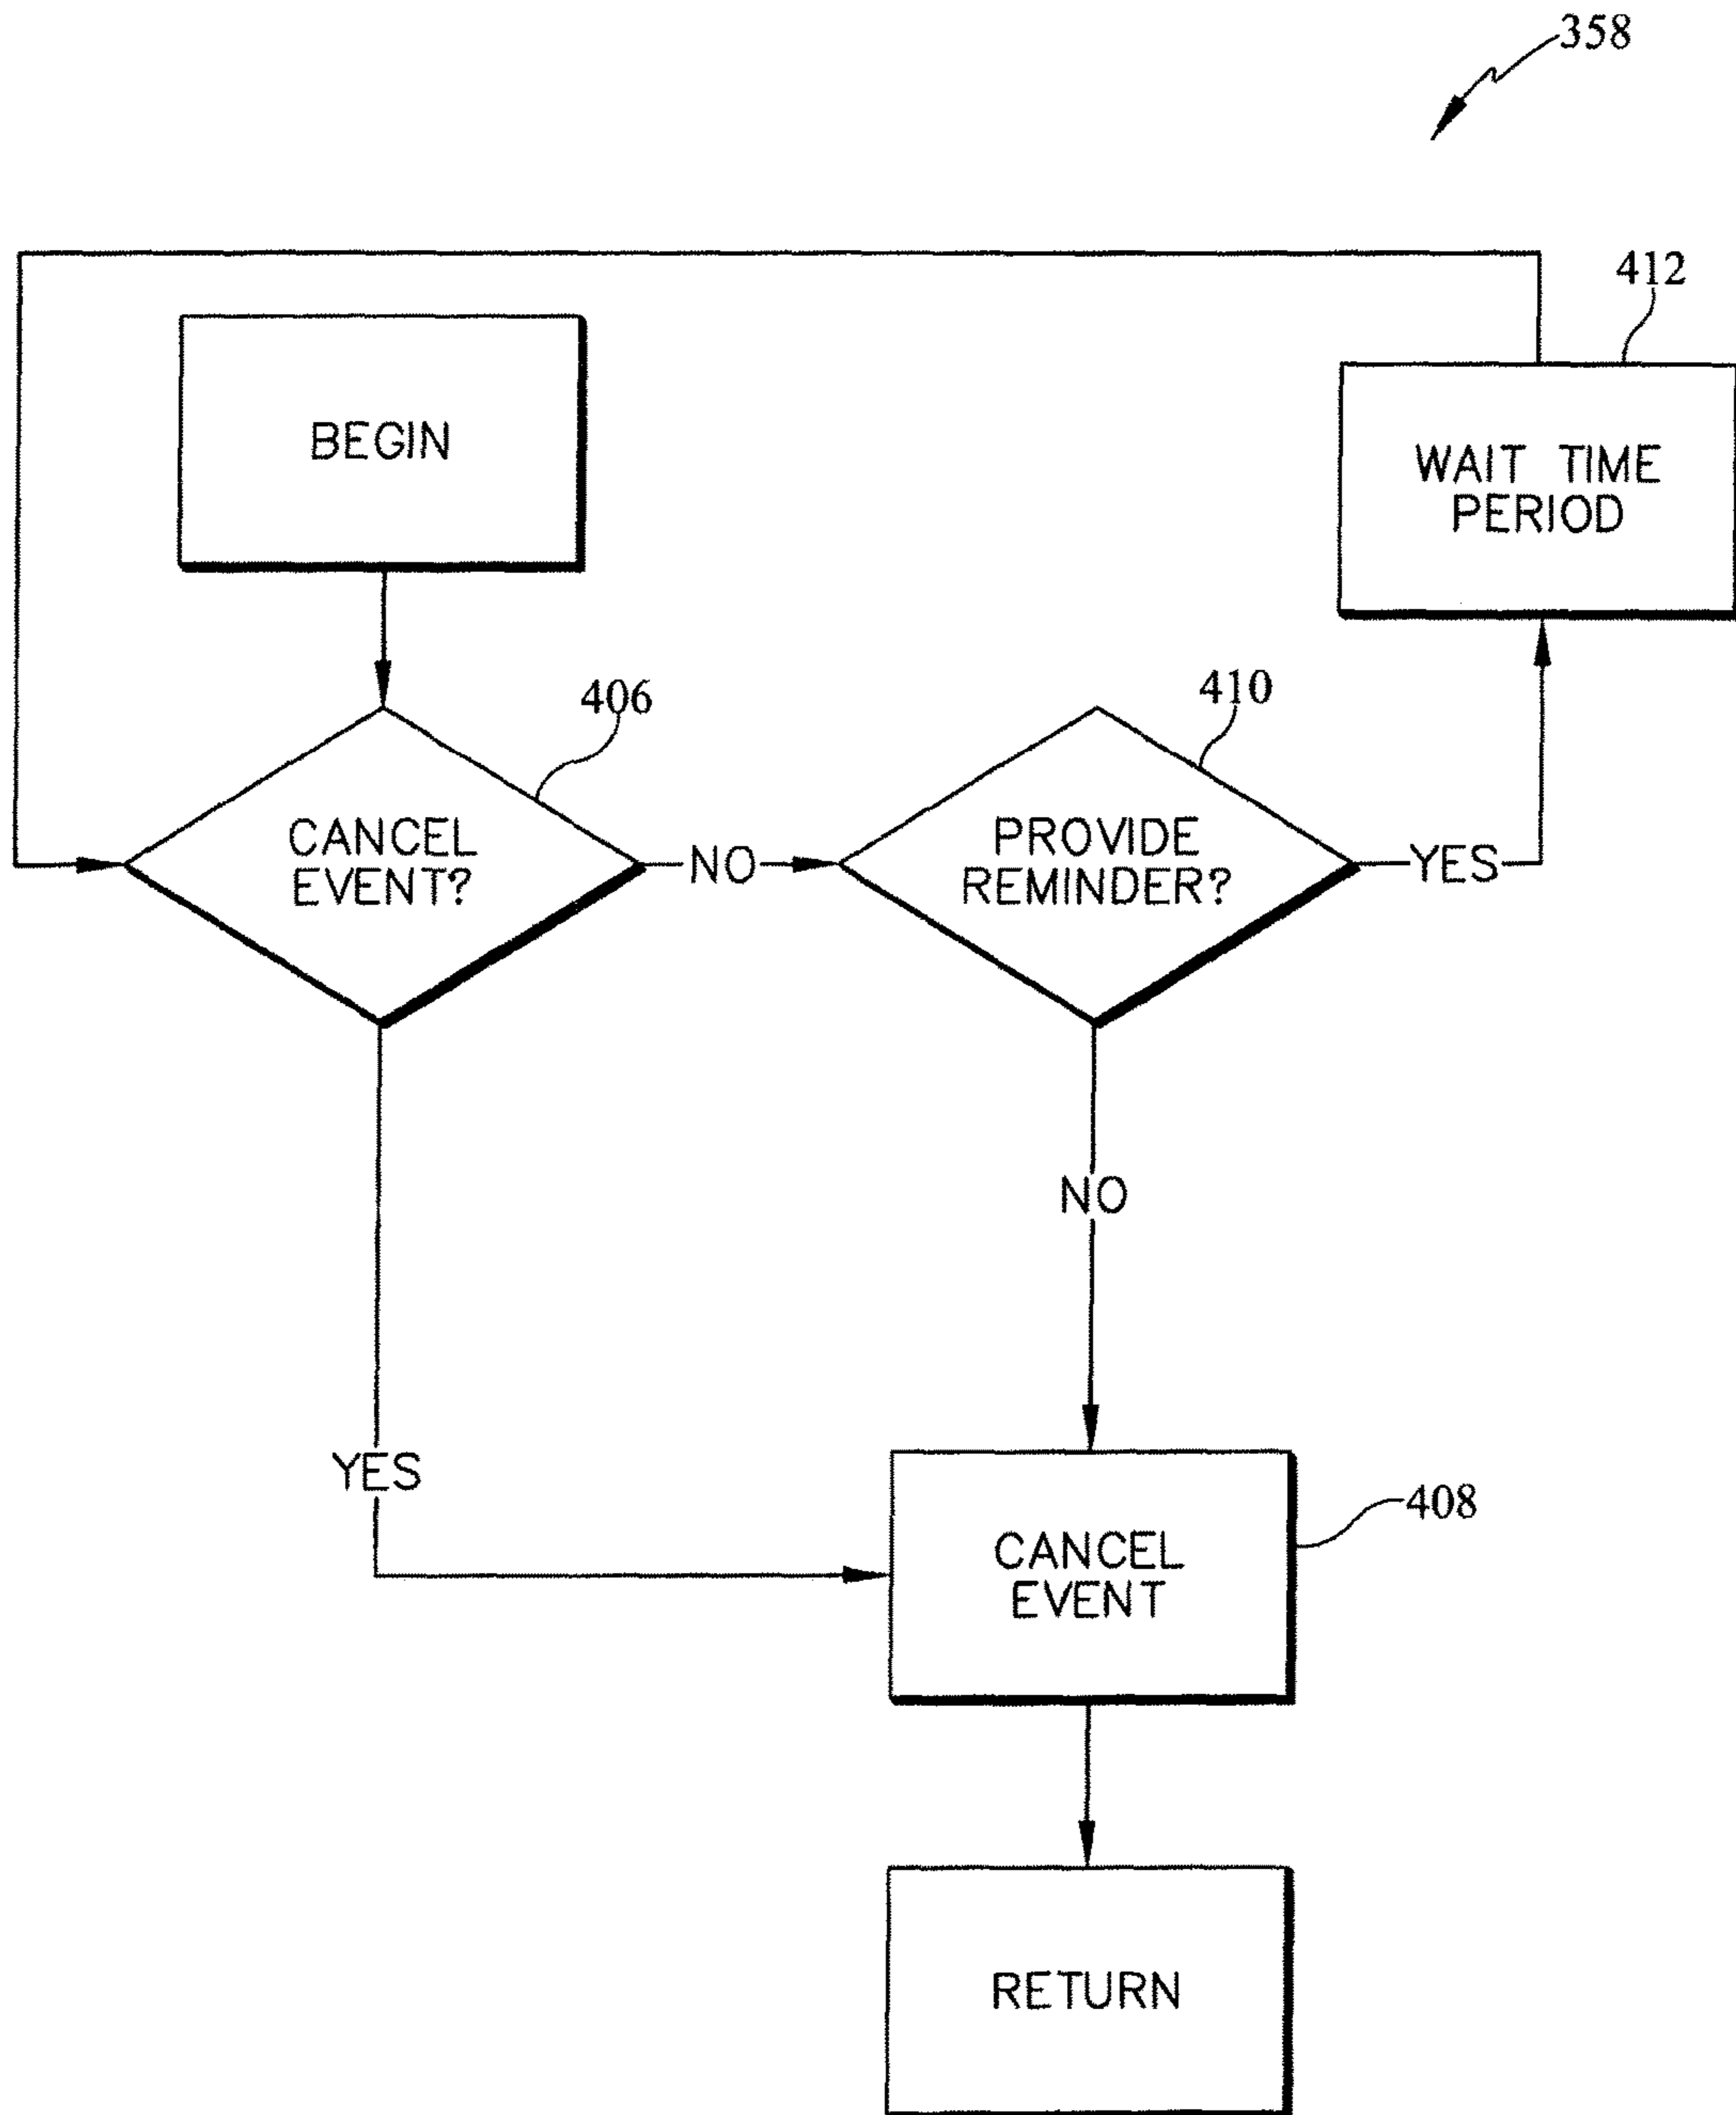 358
412
BEGIN
WAIT TIME
PERIOD
406
410
CANCEL
EVENT?
NO
PROVIDE
REMINDER?
YES
NO
YES
408
CANCEL
EVENT
RETURN